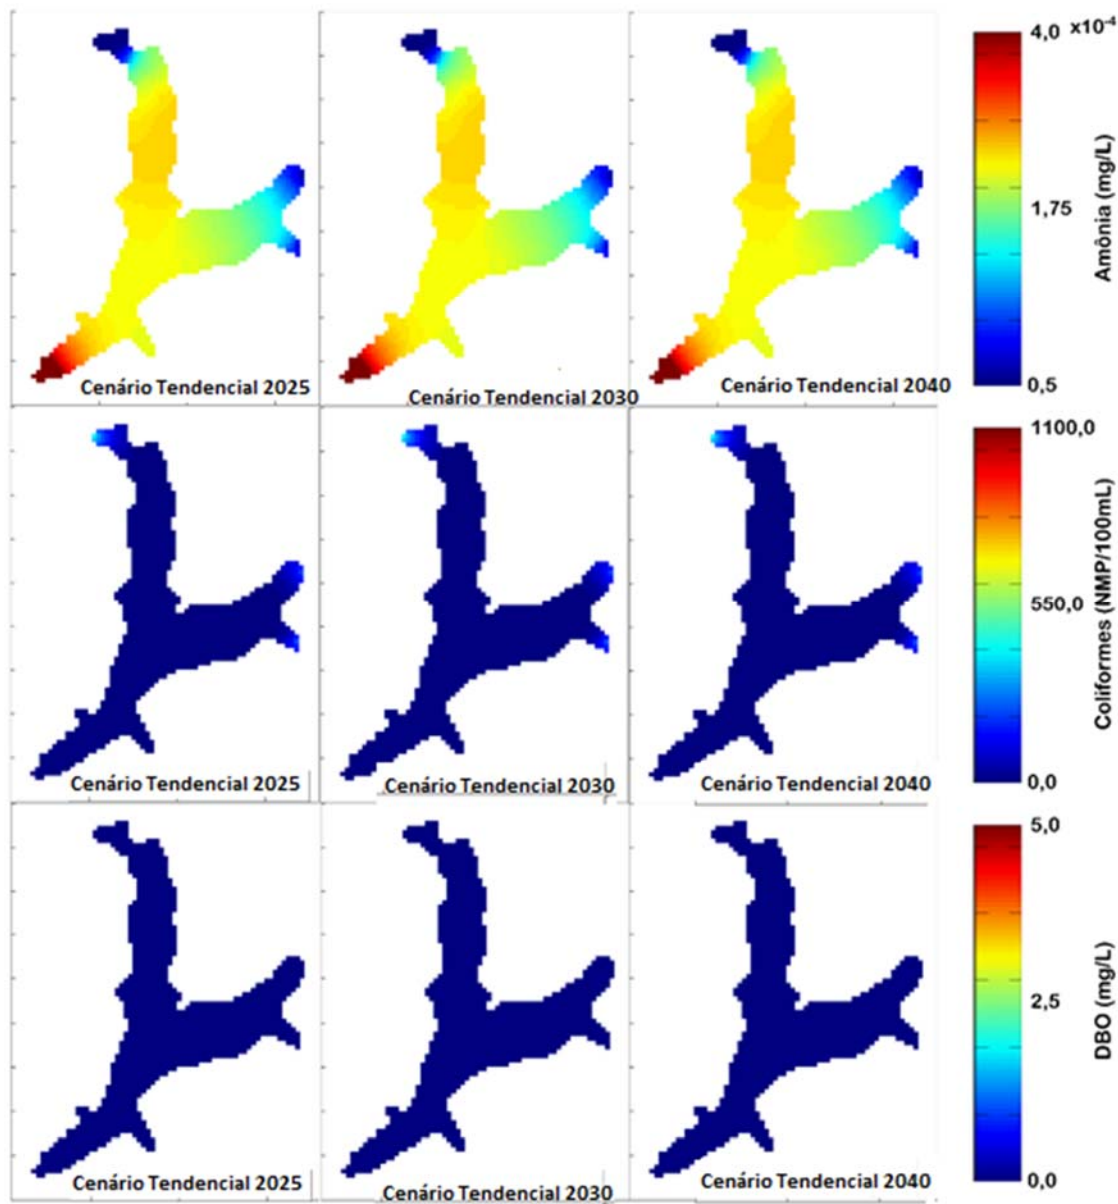 4,0 x10-4
Amônia (mg/L)
1,75
0,5
Cenário Tendencial 2025
Cenário Tendencial 2030
Cenário Tendencial 2040
1100,0
Coliformes (NMP/100mL)
550,0
0,0
Cenário Tendencial 2025
Cenário Tendencial 2030
Cenário Tendencial 2040
5,0
DBO (mg/L)
2,5
0,0
Cenário Tendencial 2025
Cenário Tendencial 2030
Cenário Tendencial 2040